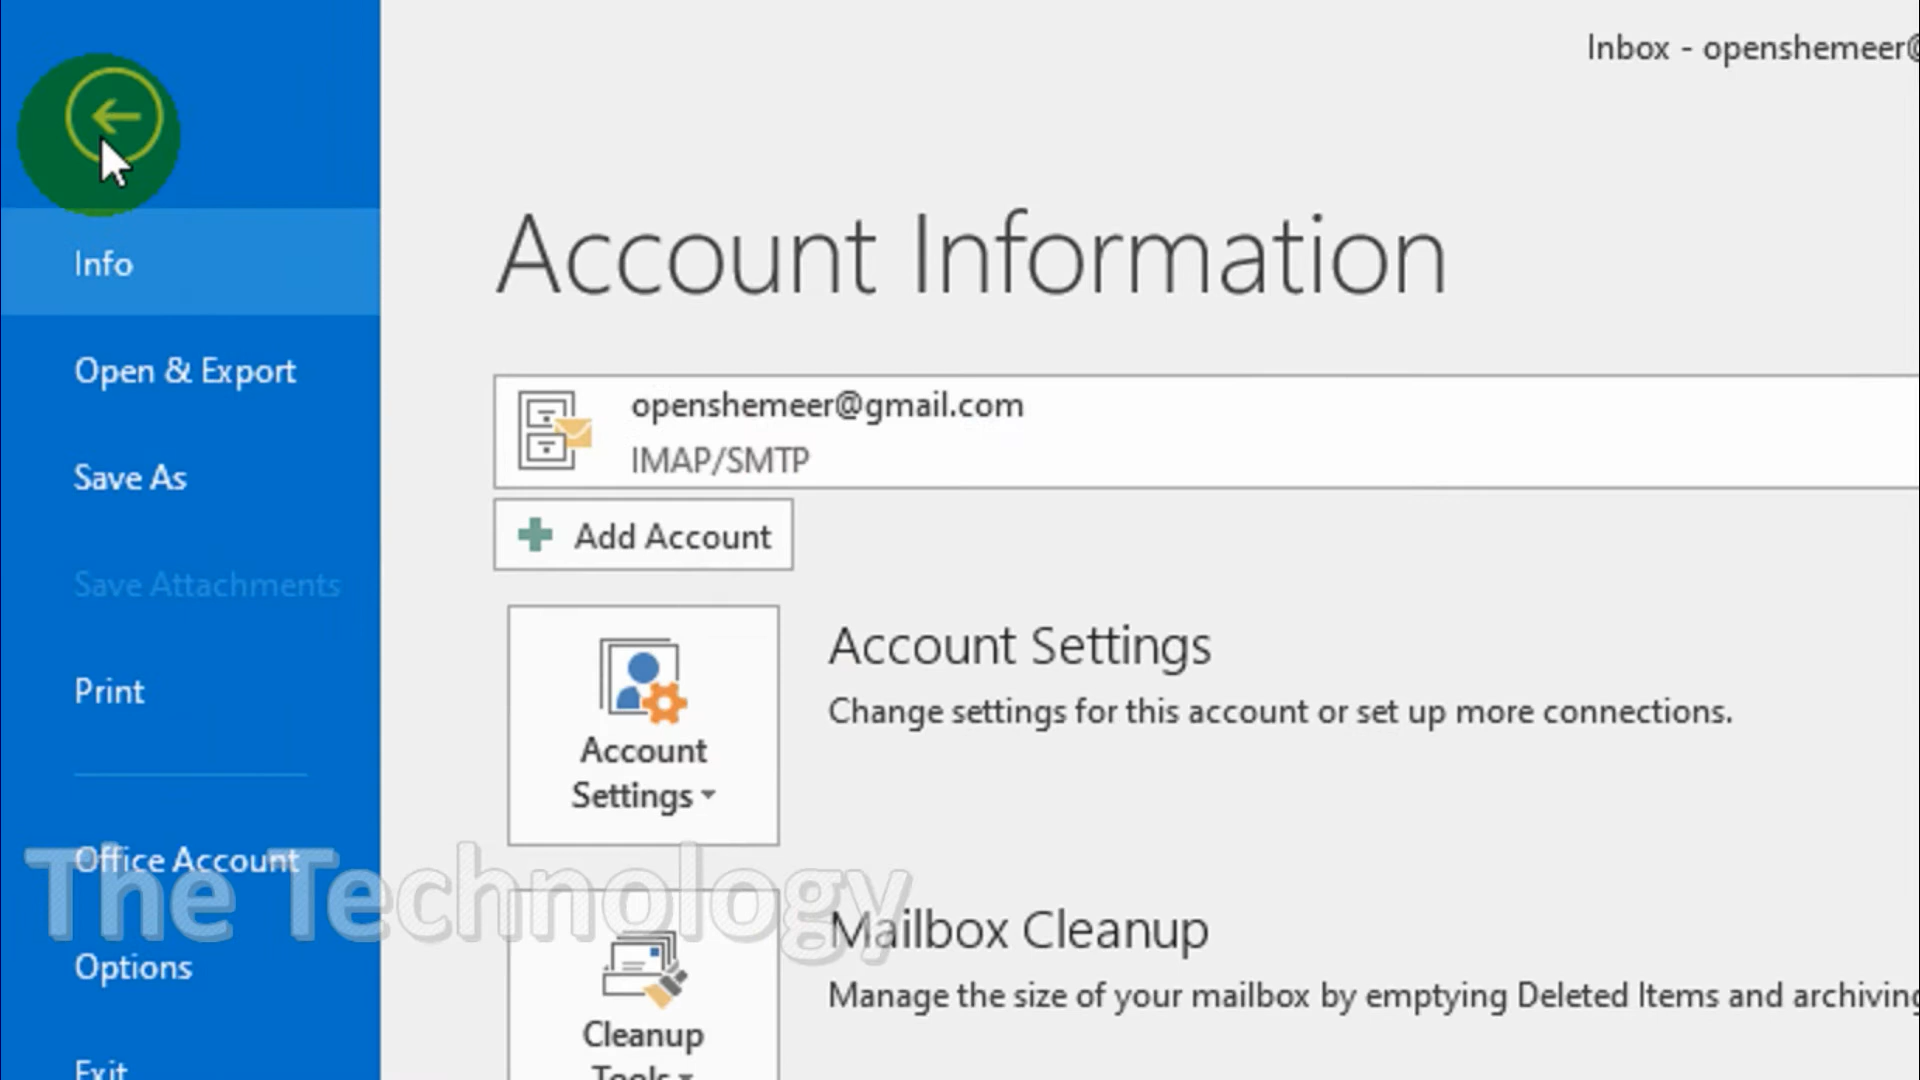 Inbox - openshemeer@
Info
Open & Export
Save As
Save Attachments
Print
Office Account
Options
Exit
Account Information
openshemeer@gmail.com
IMAP/SMTP
Add Account
Account
Settings
Account Settings
Change settings for this account or set up more connections.
The Technology
Cleanup
Tools
Mailbox Cleanup
Manage the size of your mailbox by emptying Deleted Items and archiving